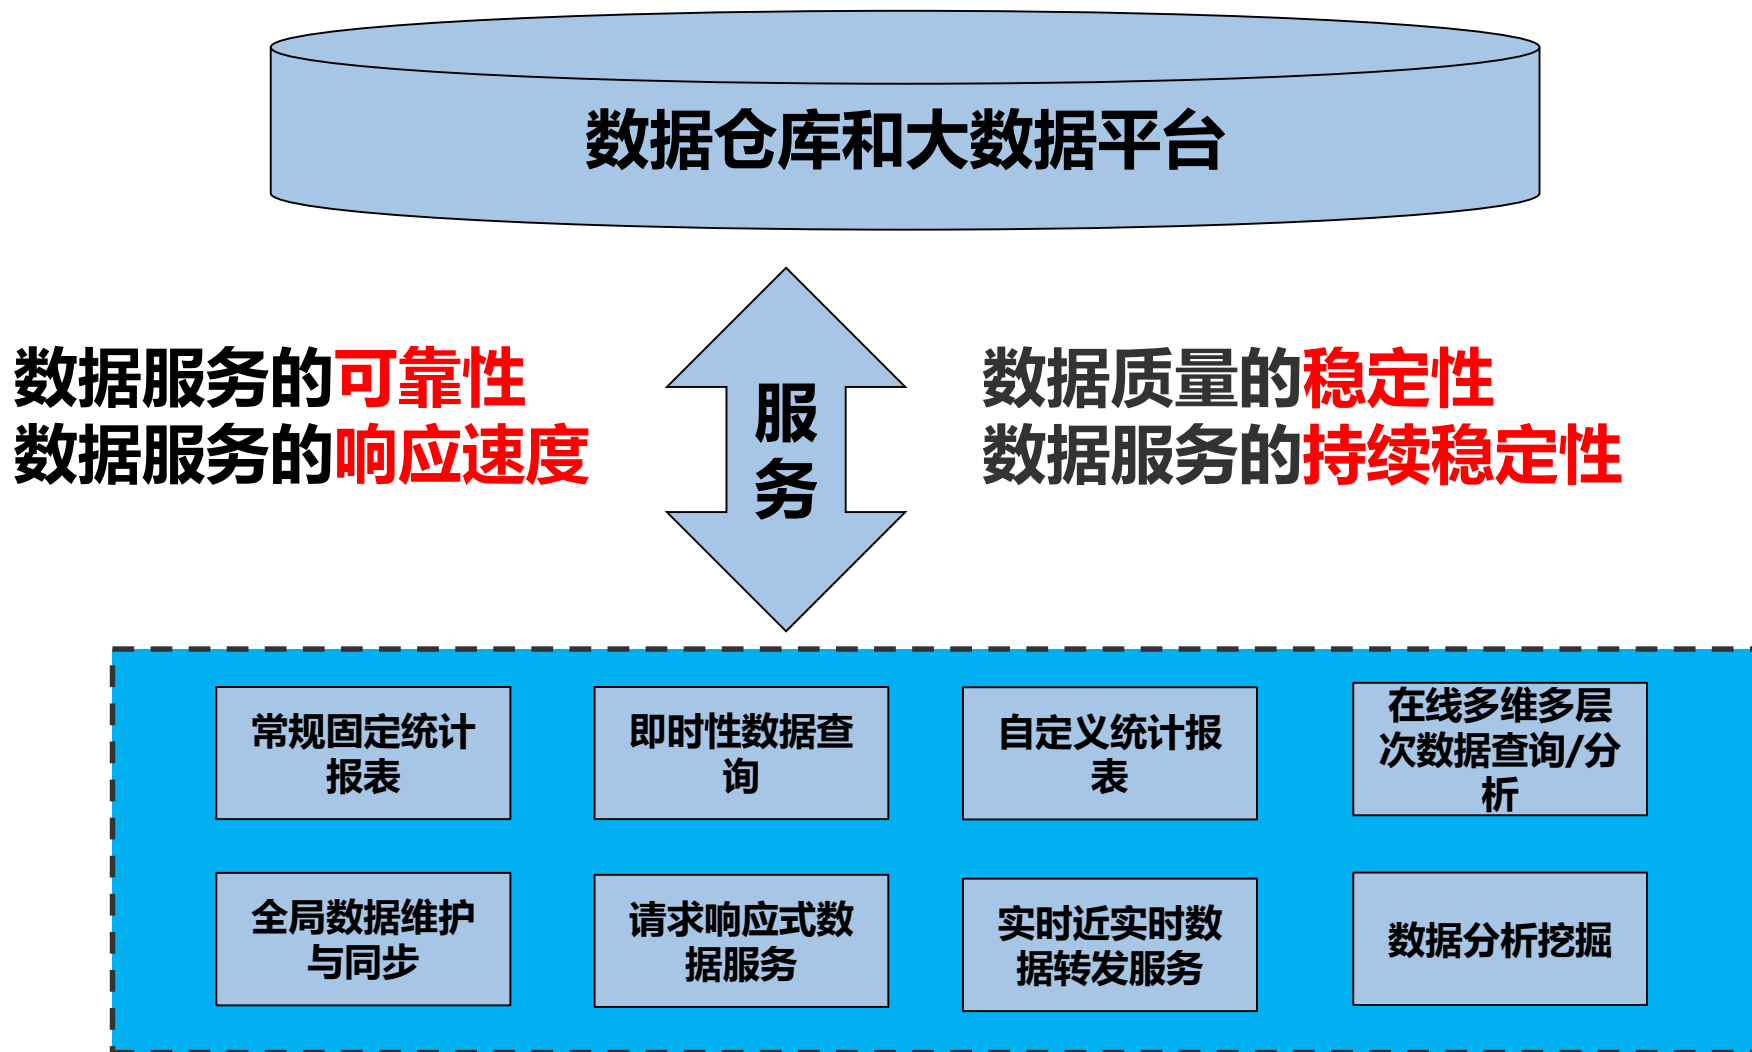 数据仓库和大数据平台
数据服务的可靠性
数据服务的响应速度
服
务
数据质量的稳定性
数据服务的持续稳定性
常规固定统计
报表
即时性数据查
询
自定义统计报
表
在线多维多层
次数据查询/分
析
全局数据维护
与同步
请求响应式数
据服务
实时近实时数
据转发服务
数据分析挖掘